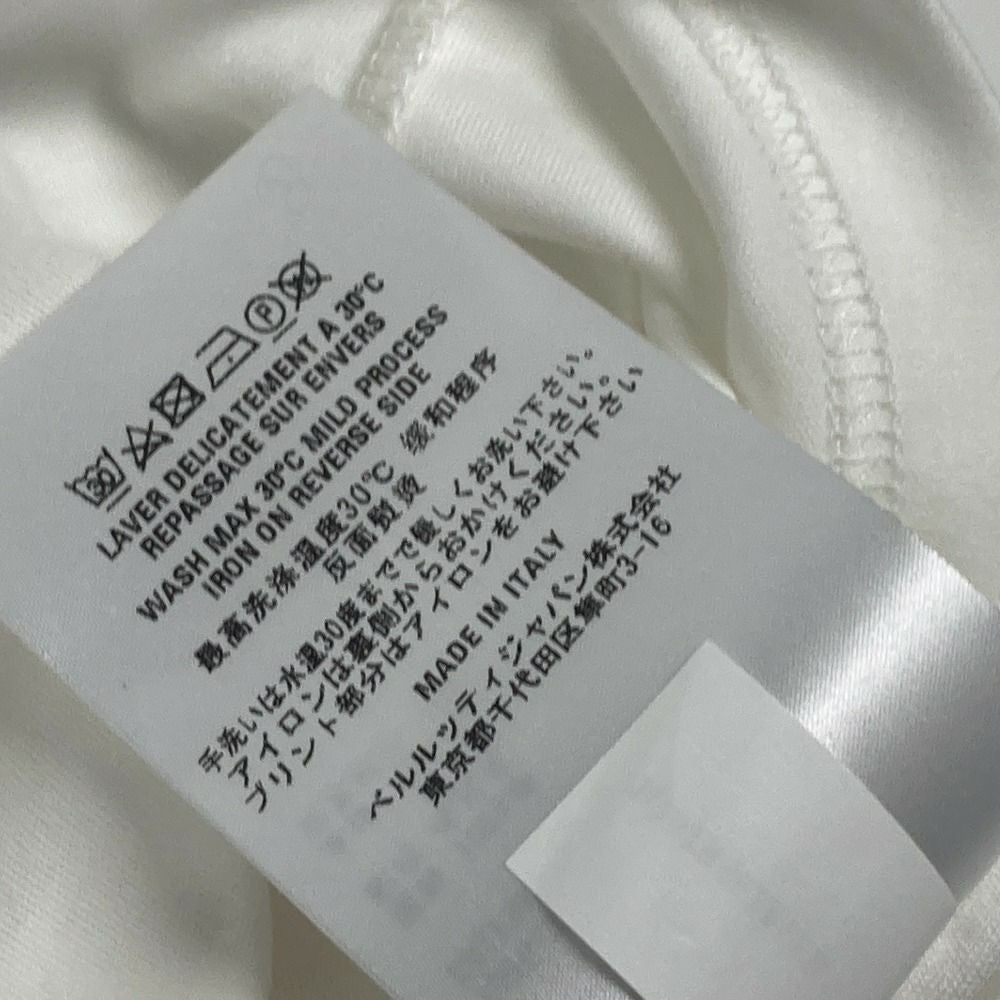 30
P
LAVER DELICATEMENT A 30°C
REPASSAGE SUR ENVERS
WASH MAX 30°C MILD PROCESS
IRON ON REVERSE SIDE
最高洗涤温度30℃ 缓和程序
反面熨烫
手洗いは水温30度までで優しくお洗い下さい。
アイロンは裏側からおかけください。
プリント部分はアイロンをお避け下さい
MADE IN ITALY
ベルルッティジャパン株式会社
東京都千代田区麹町3-16